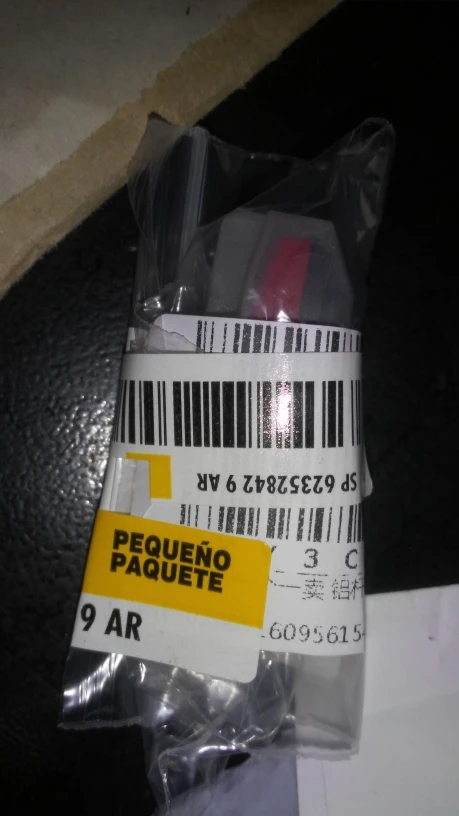 SP 62352842 9 AR
PEQUEÑO
PAQUETE
9 AR
3 C
6095615